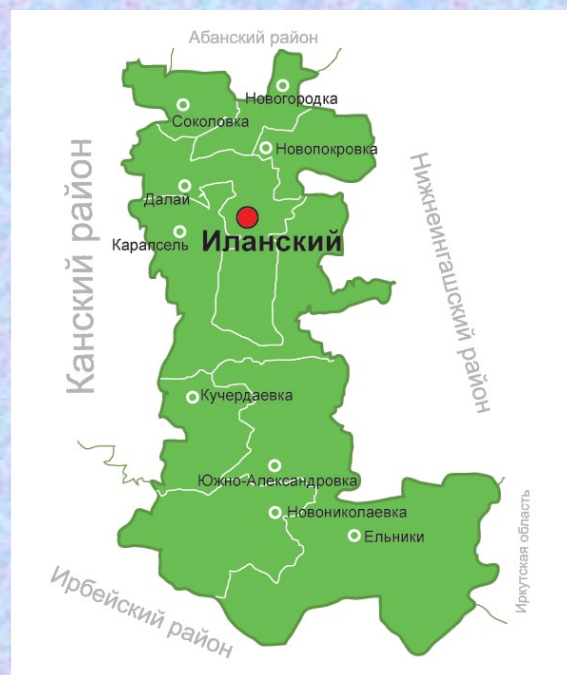 Абанский район
Новогородка
Соколовка
Новопокровка
Канский район
Нижнеингашский район
Далай
Иланский
Карапсель
Кучердаевка
Южно-Александровка
Новониколаевка
Ельники
Иркутская область
Ирбейский район